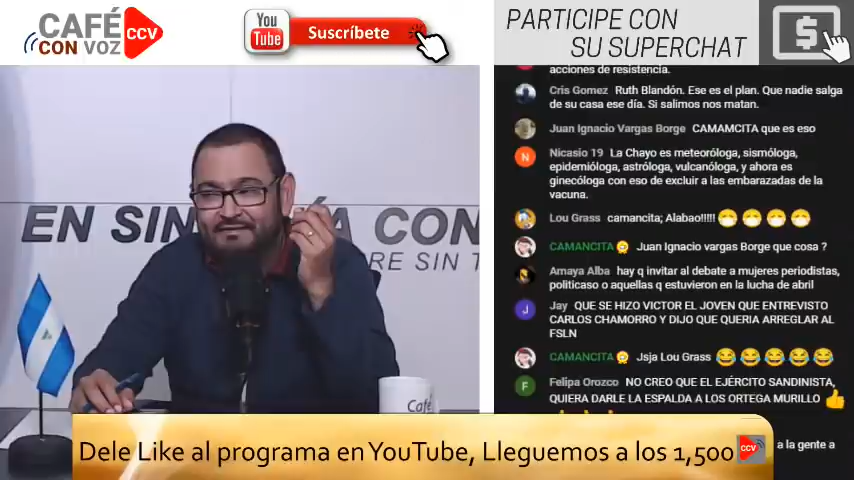 CAFÉ
CON VOZ
CCV
You
Tube
Suscríbete
PARTICIPE CON
SU SUPERCHAT
$
EN SIN ÍA CON
RE SIN T
Café
acciones de resistencia.
Cris Gomez Ruth Blandón. Ese es el plan. Que nadie salga
de su casa ese día. Si salimos nos matan.
Juan Ignacio Vargas Borge CAMAMCITA que es eso
N
Nicasio 19 La Chayo es meteoróloga, sismóloga,
epidemióloga, astróloga, vulcanóloga, y ahora es
ginecóloga con eso de excluir a las embarazadas de la
vacuna.
Lou Grass camancita; Alabao!!!!! 😷 😷 😷 😷
CAMANCITA Juan Ignacio vargas Borge que cosa ?
Amaya Alba hay q invitar al debate a mujeres periodistas,
politicaso o aquellas q estuvieron en la lucha de abril
J
Jay QUE SE HIZO VICTOR EL JOVEN QUE ENTREVISTO
CARLOS CHAMORRO Y DIJO QUE QUERIA ARREGLAR AL
FSLN
CAMANCITA Jsja Lou Grass 😂 😂 😂 😂 😂
F
Felipa Orozco NO CREO QUE EL EJÉRCITO SANDINISTA,
QUIERA DARLE LA ESPALDA A LOS ORTEGA MURILLO 👍
a la gente a
Dele Like al programa en YouTube, Lleguemos a los 1,500
CCV